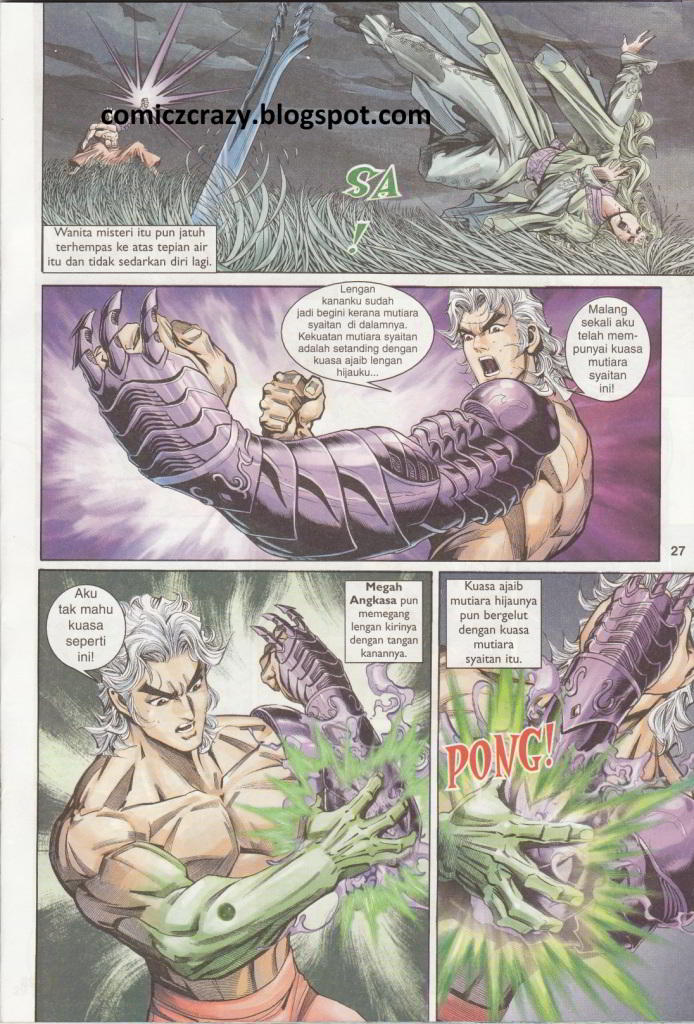 comiczcrazy.blogspot.com
SA
!
Wanita misteri itu pun jatuh
terhempas ke atas tepian air
itu dan tidak sedarkan diri lagi.
Lengan
kananku sudah
jadi begini kerana mutiara
syaitan di dalamnya.
Kekuatan mutiara syaitan
adalah setanding dengan
kuasa ajaib lengan
hijauku...
Malang
sekali aku
telah mem-
punyai kuasa
mutiara
syaitan
ini!
27
Aku
tak mahu
kuasa
seperti
ini!
Megah
Angkasa pun
memegang
lengan kirinya
dengan tangan
kanannya.
Kuasa ajaib
mutiara hijaunya
pun bergelut
dengan kuasa
mutiara
syaitan itu.
PONG!